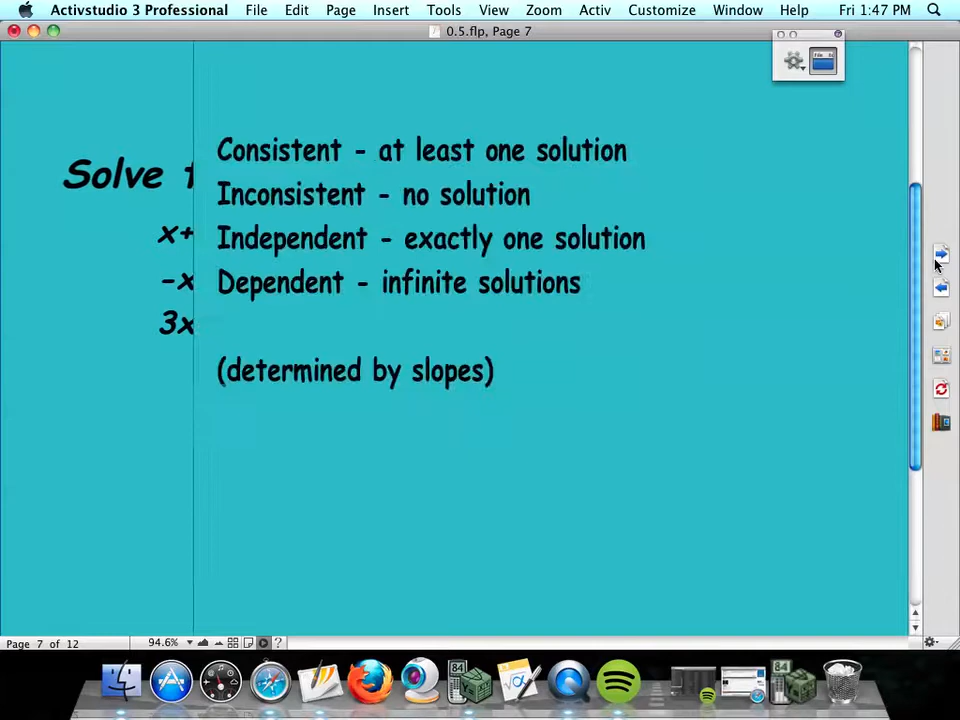 Activstudio 3 Professional File Edit Page Insert Tools View Zoom Activ Customize Window Help Fri 1:47 PM
0.5.flp, Page 7
Consistent - at least one solution
Solve
Inconsistent - no solution
x+
Independent - exactly one solution
-x
Dependent - infinite solutions
3x
(determined by slopes)
Page 7 of 12 94.6% ?
84 84